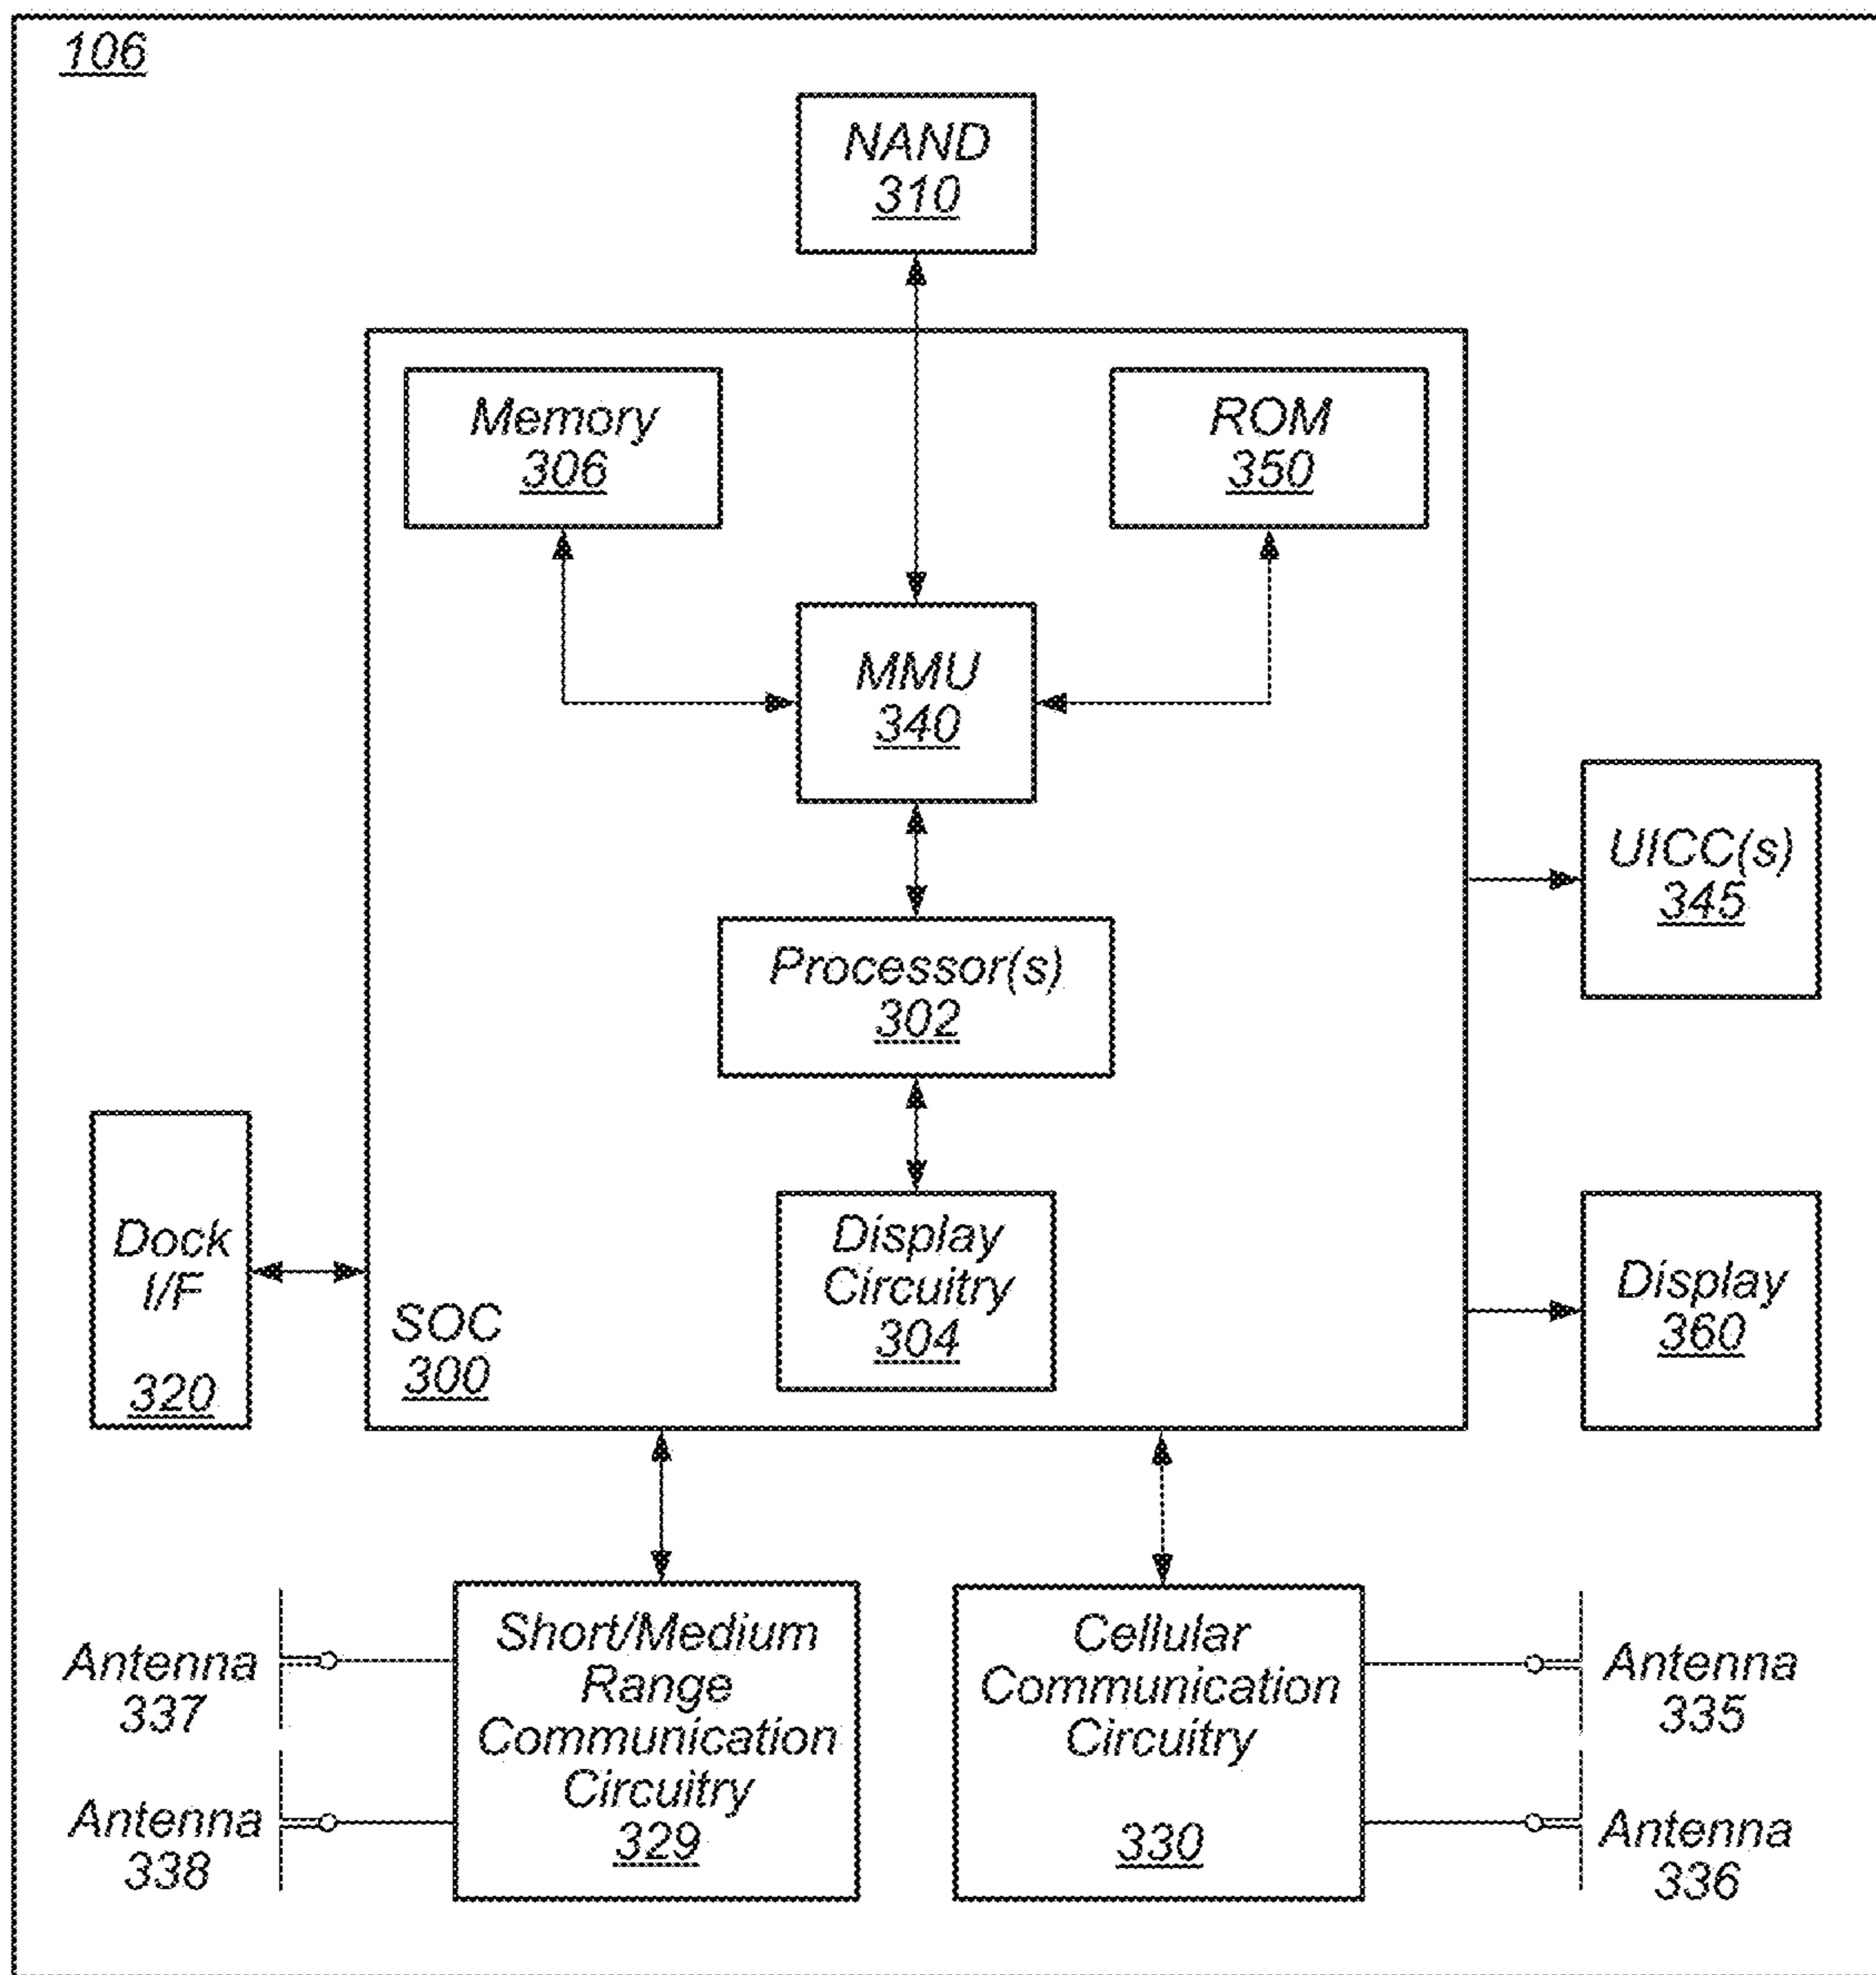 106
NAND
310
Memory
306
ROM
350
MMU
340
UICC(s)
345
Processor(s)
302
Dock
I/F
320
Display
Circuitry
304
SOC
300
Display
360
Short/Medium
Range
Communication
Circuitry
329
Cellular
Communication
Circuitry
330
Antenna
337
Antenna
338
Antenna
335
Antenna
336